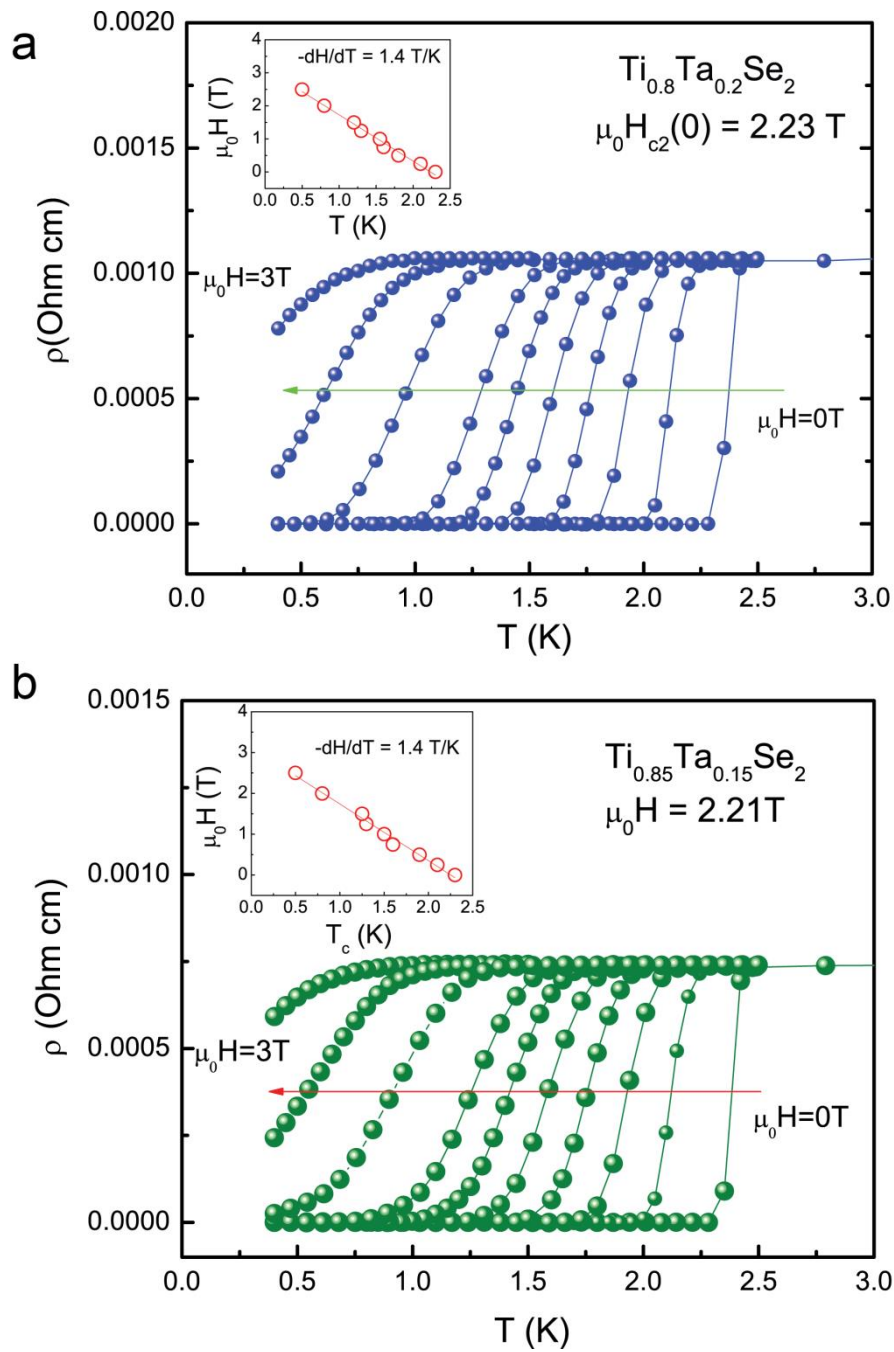 a
0.0020
0.0015
0.0010
0.0005
0.0000
ρ(Ohm cm)
0.0 0.5 1.0 1.5 2.0 2.5 3.0
T (K)
4
3
2
1
0
μ₀H (T)
0.0 0.5 1.0 1.5 2.0 2.5
T (K)
-dH/dT = 1.4 T/K
Ti₀.₈Ta₀.₂Se₂
μ₀H_c2(0) = 2.23 T
μ₀H=3T
μ₀H=0T
b
0.0015
0.0010
0.0005
0.0000
ρ (Ohm cm)
0.0 0.5 1.0 1.5 2.0 2.5 3.0
T (K)
4
3
2
1
0
μ₀H (T)
0.0 0.5 1.0 1.5 2.0 2.5
T_c (K)
-dH/dT = 1.4 T/K
Ti₀.₈₅Ta₀.₁₅Se₂
μ₀H = 2.21T
μ₀H=3T
μ₀H=0T